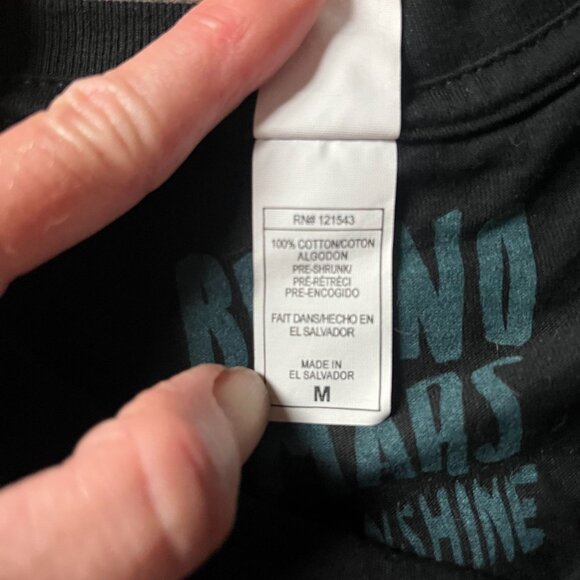 RN# 121543
100% COTTON/COTON
ALGODON
PRE-SHRUNK/
PRÉ-RÉTRÉCI
PRE-ENCOGIDO
FAIT DANS/HECHO EN
EL SALVADOR
MADE IN
EL SALVADOR
M
MARS